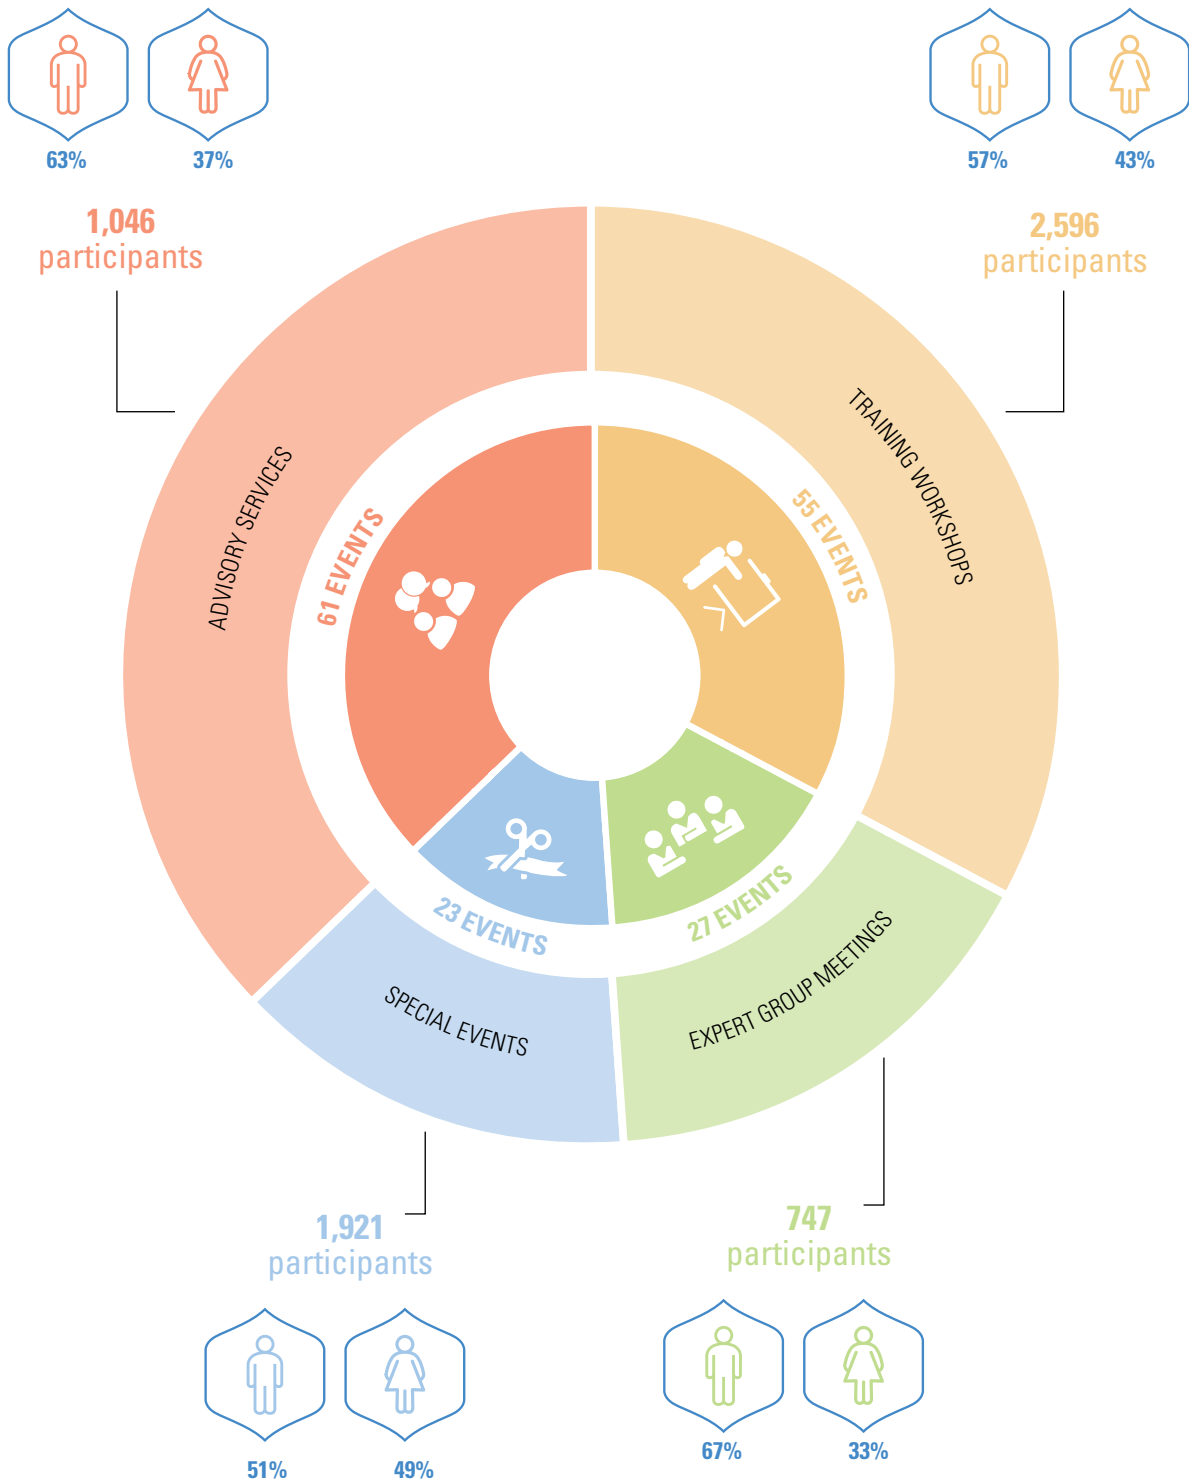 63%
37%
1,046
participants
57%
43%
2,596
participants
ADVISORY SERVICES
61 EVENTS
55 EVENTS
TRAINING WORKSHOPS
23 EVENTS
27 EVENTS
SPECIAL EVENTS
EXPERT GROUP MEETINGS
1,921
participants
51%
49%
747
participants
67%
33%